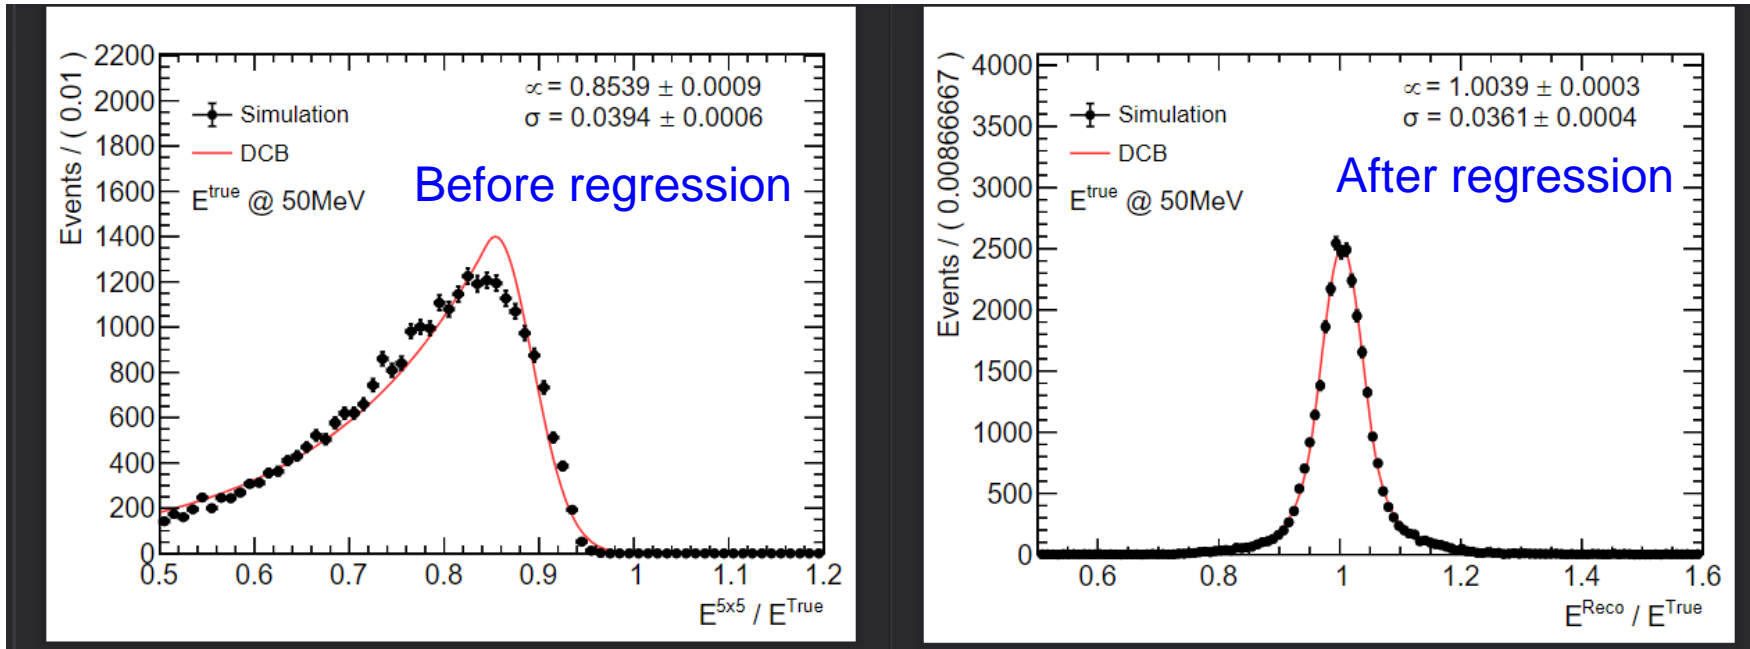 2200
2000
1800
1600
1400
1200
1000
800
600
400
200
0
Events / ( 0.01 )
∝ = 0.8539 ± 0.0009
σ = 0.0394 ± 0.0006
Simulation
DCB
E^true @ 50MeV
Before regression
0.5 0.6 0.7 0.8 0.9 1 1.1 1.2
E^5x5 / E^True
4000
3500
3000
2500
2000
1500
1000
500
0
Events / ( 0.00866667 )
∝ = 1.0039 ± 0.0003
σ = 0.0361 ± 0.0004
Simulation
DCB
E^true @ 50MeV
After regression
0.6 0.8 1 1.2 1.4 1.6
E^Reco / E^True